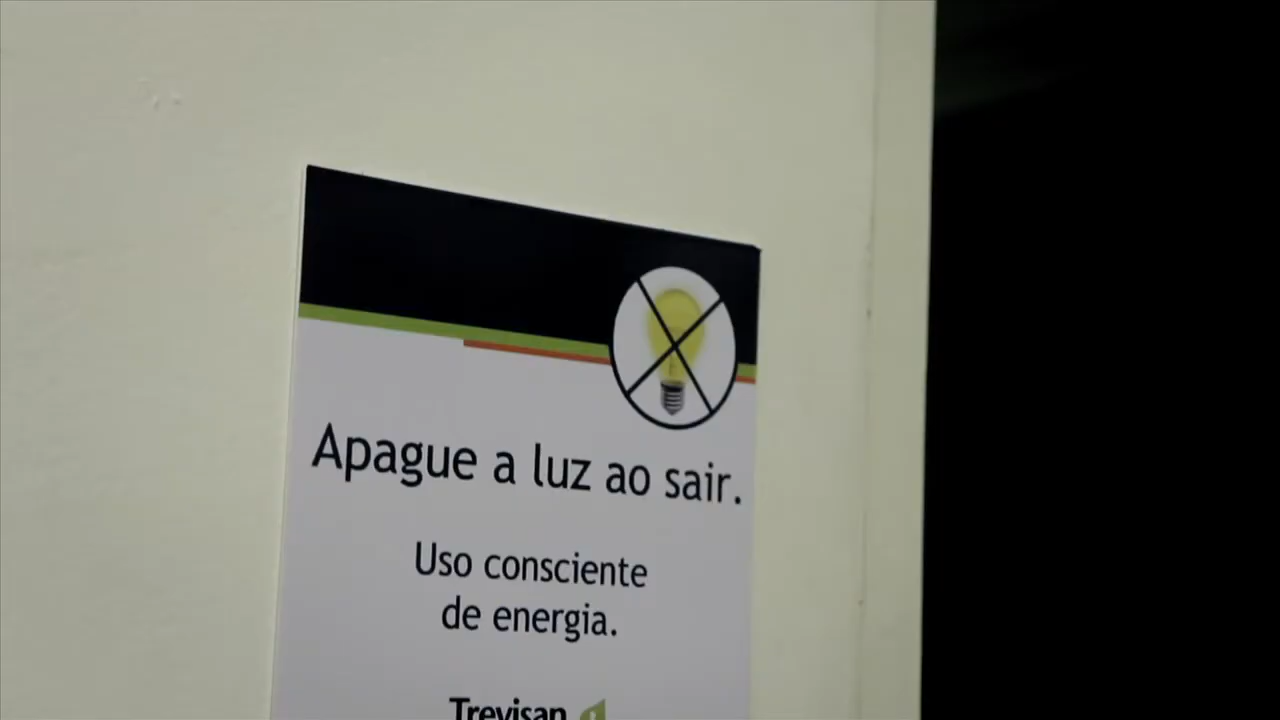 Apague a luz ao sair.
Uso consciente
de energia.
Trevisan